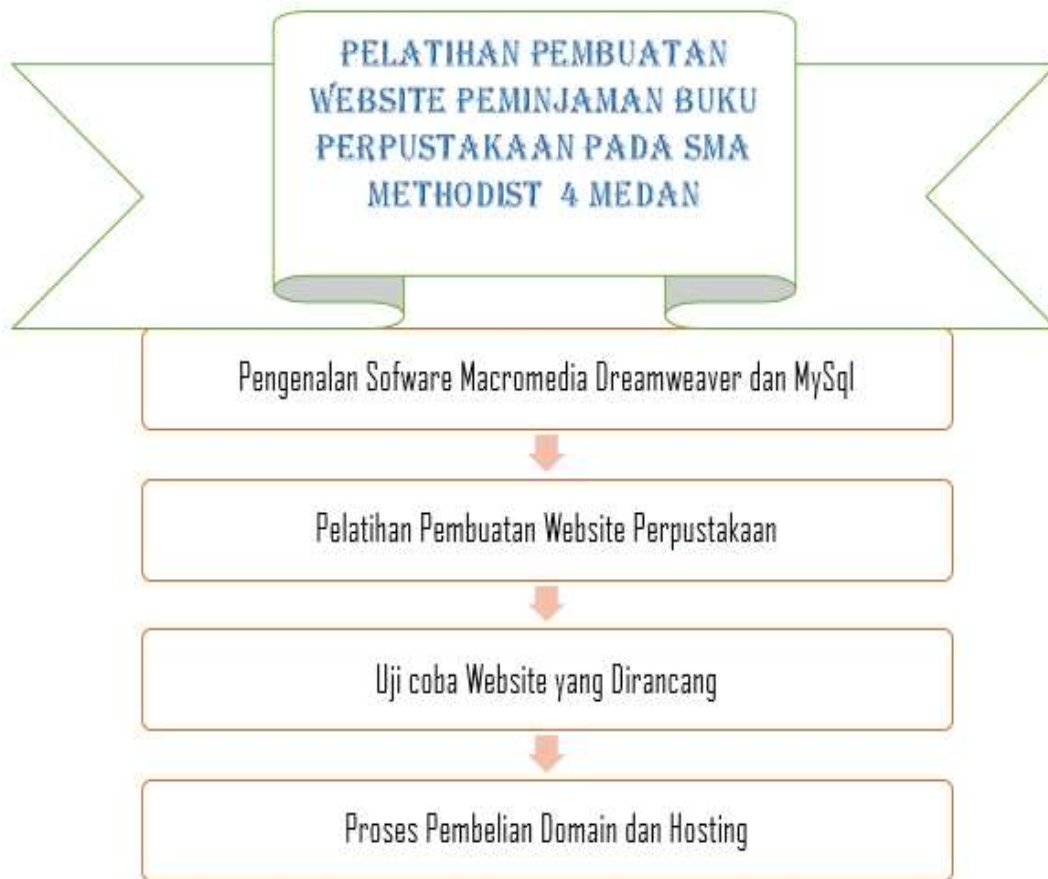 PELATIHAN PEMBUATAN
WEBSITE PEMINJAMAN BUKU
PERPUSTAKAAN PADA SMA
METHODIST 4 MEDAN
Pengenalan Sofware Macromedia Dreamweaver dan MySql
Pelatihan Pembuatan Website Perpustakaan
Uji coba Website yang Dirancang
Proses Pembelian Domain dan Hosting